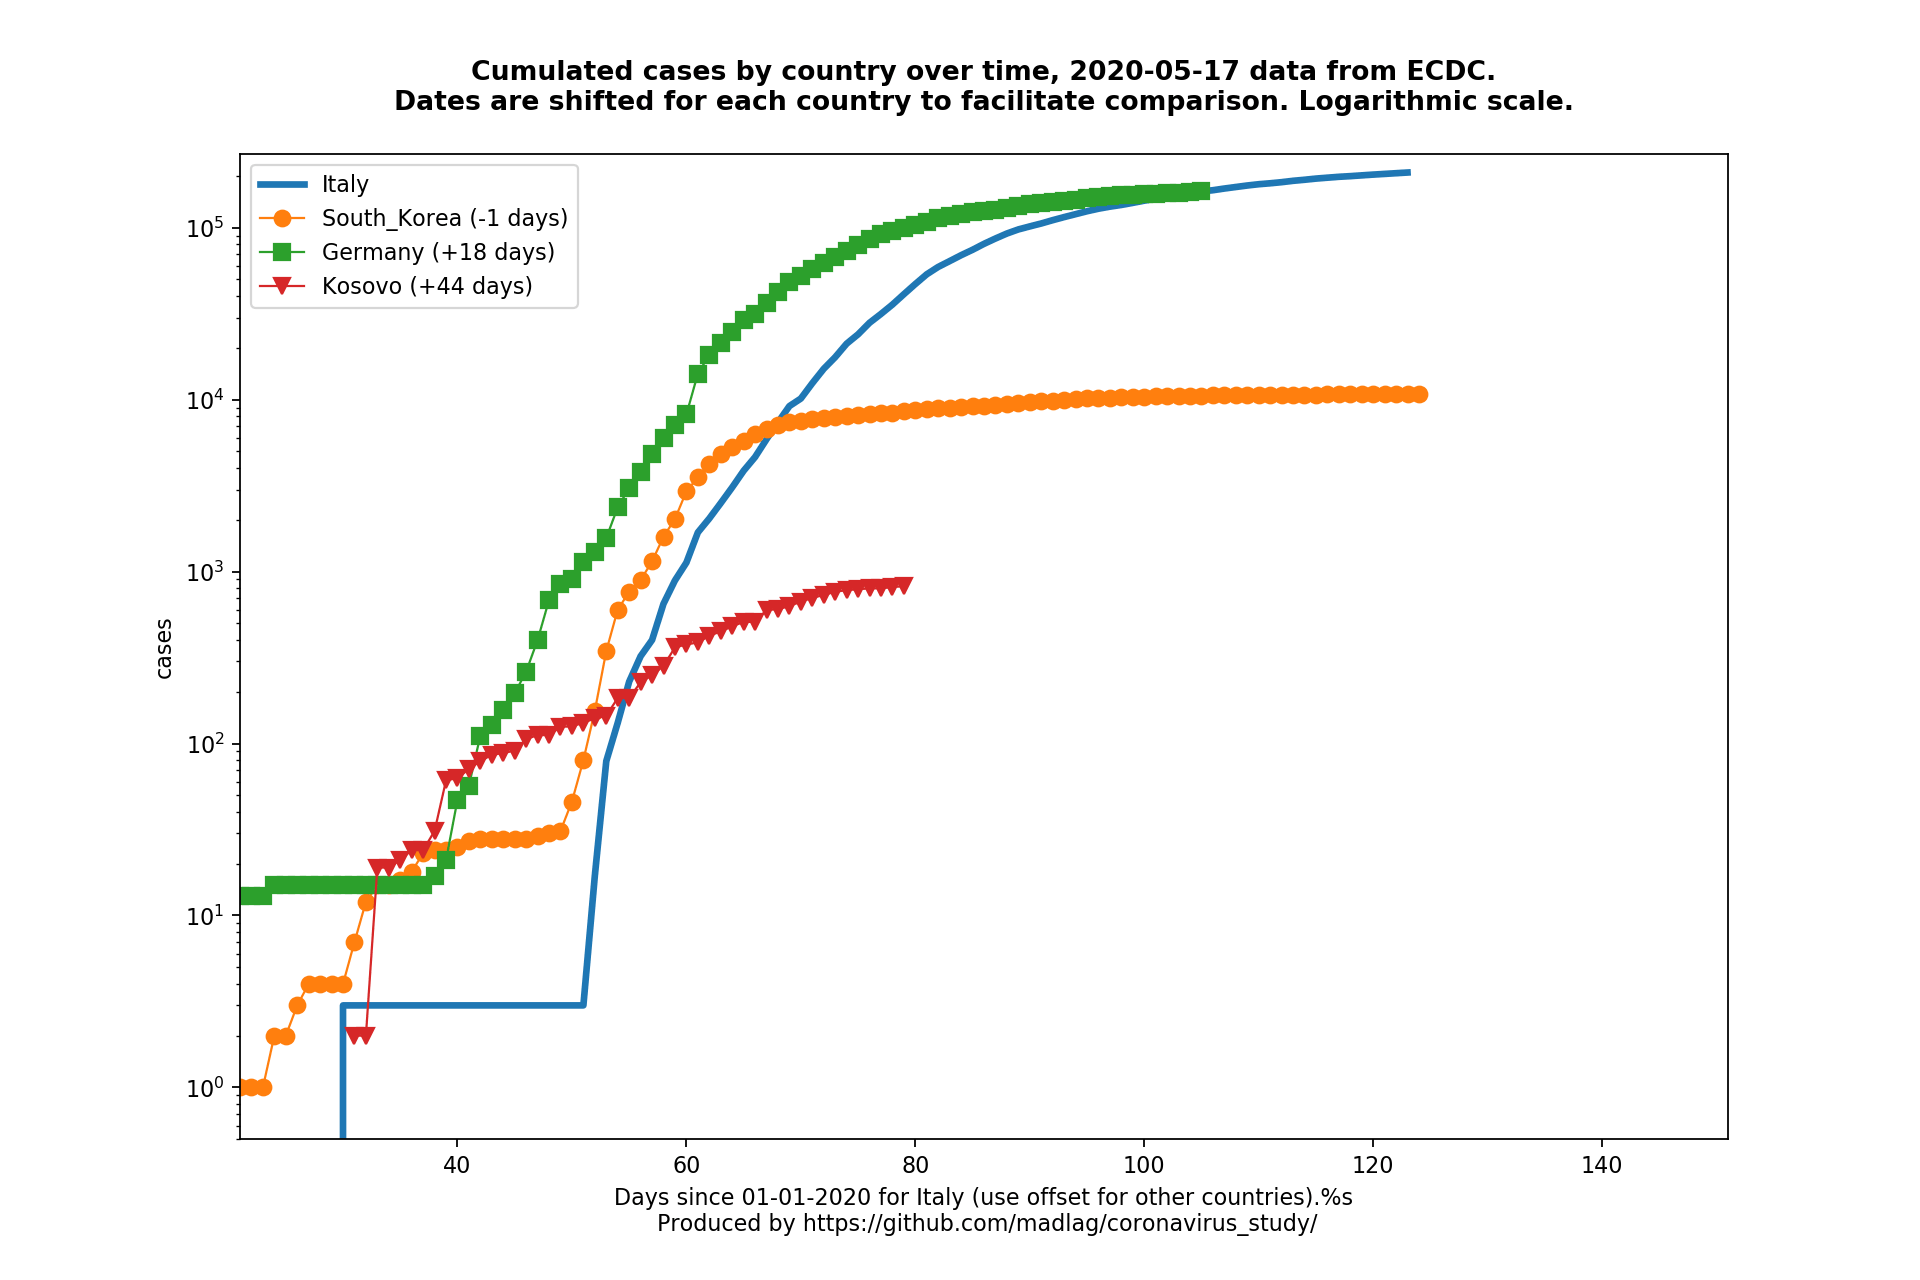 Cumulated cases by country over time, 2020-05-17 data from ECDC.
Dates are shifted for each country to facilitate comparison. Logarithmic scale.
Italy
South_Korea (-1 days)
Germany (+18 days)
Kosovo (+44 days)
10^5
10^4
10^3
10^2
10^1
10^0
cases
40 60 80 100 120 140
Days since 01-01-2020 for Italy (use offset for other countries).%s
Produced by https://github.com/madlag/coronavirus_study/